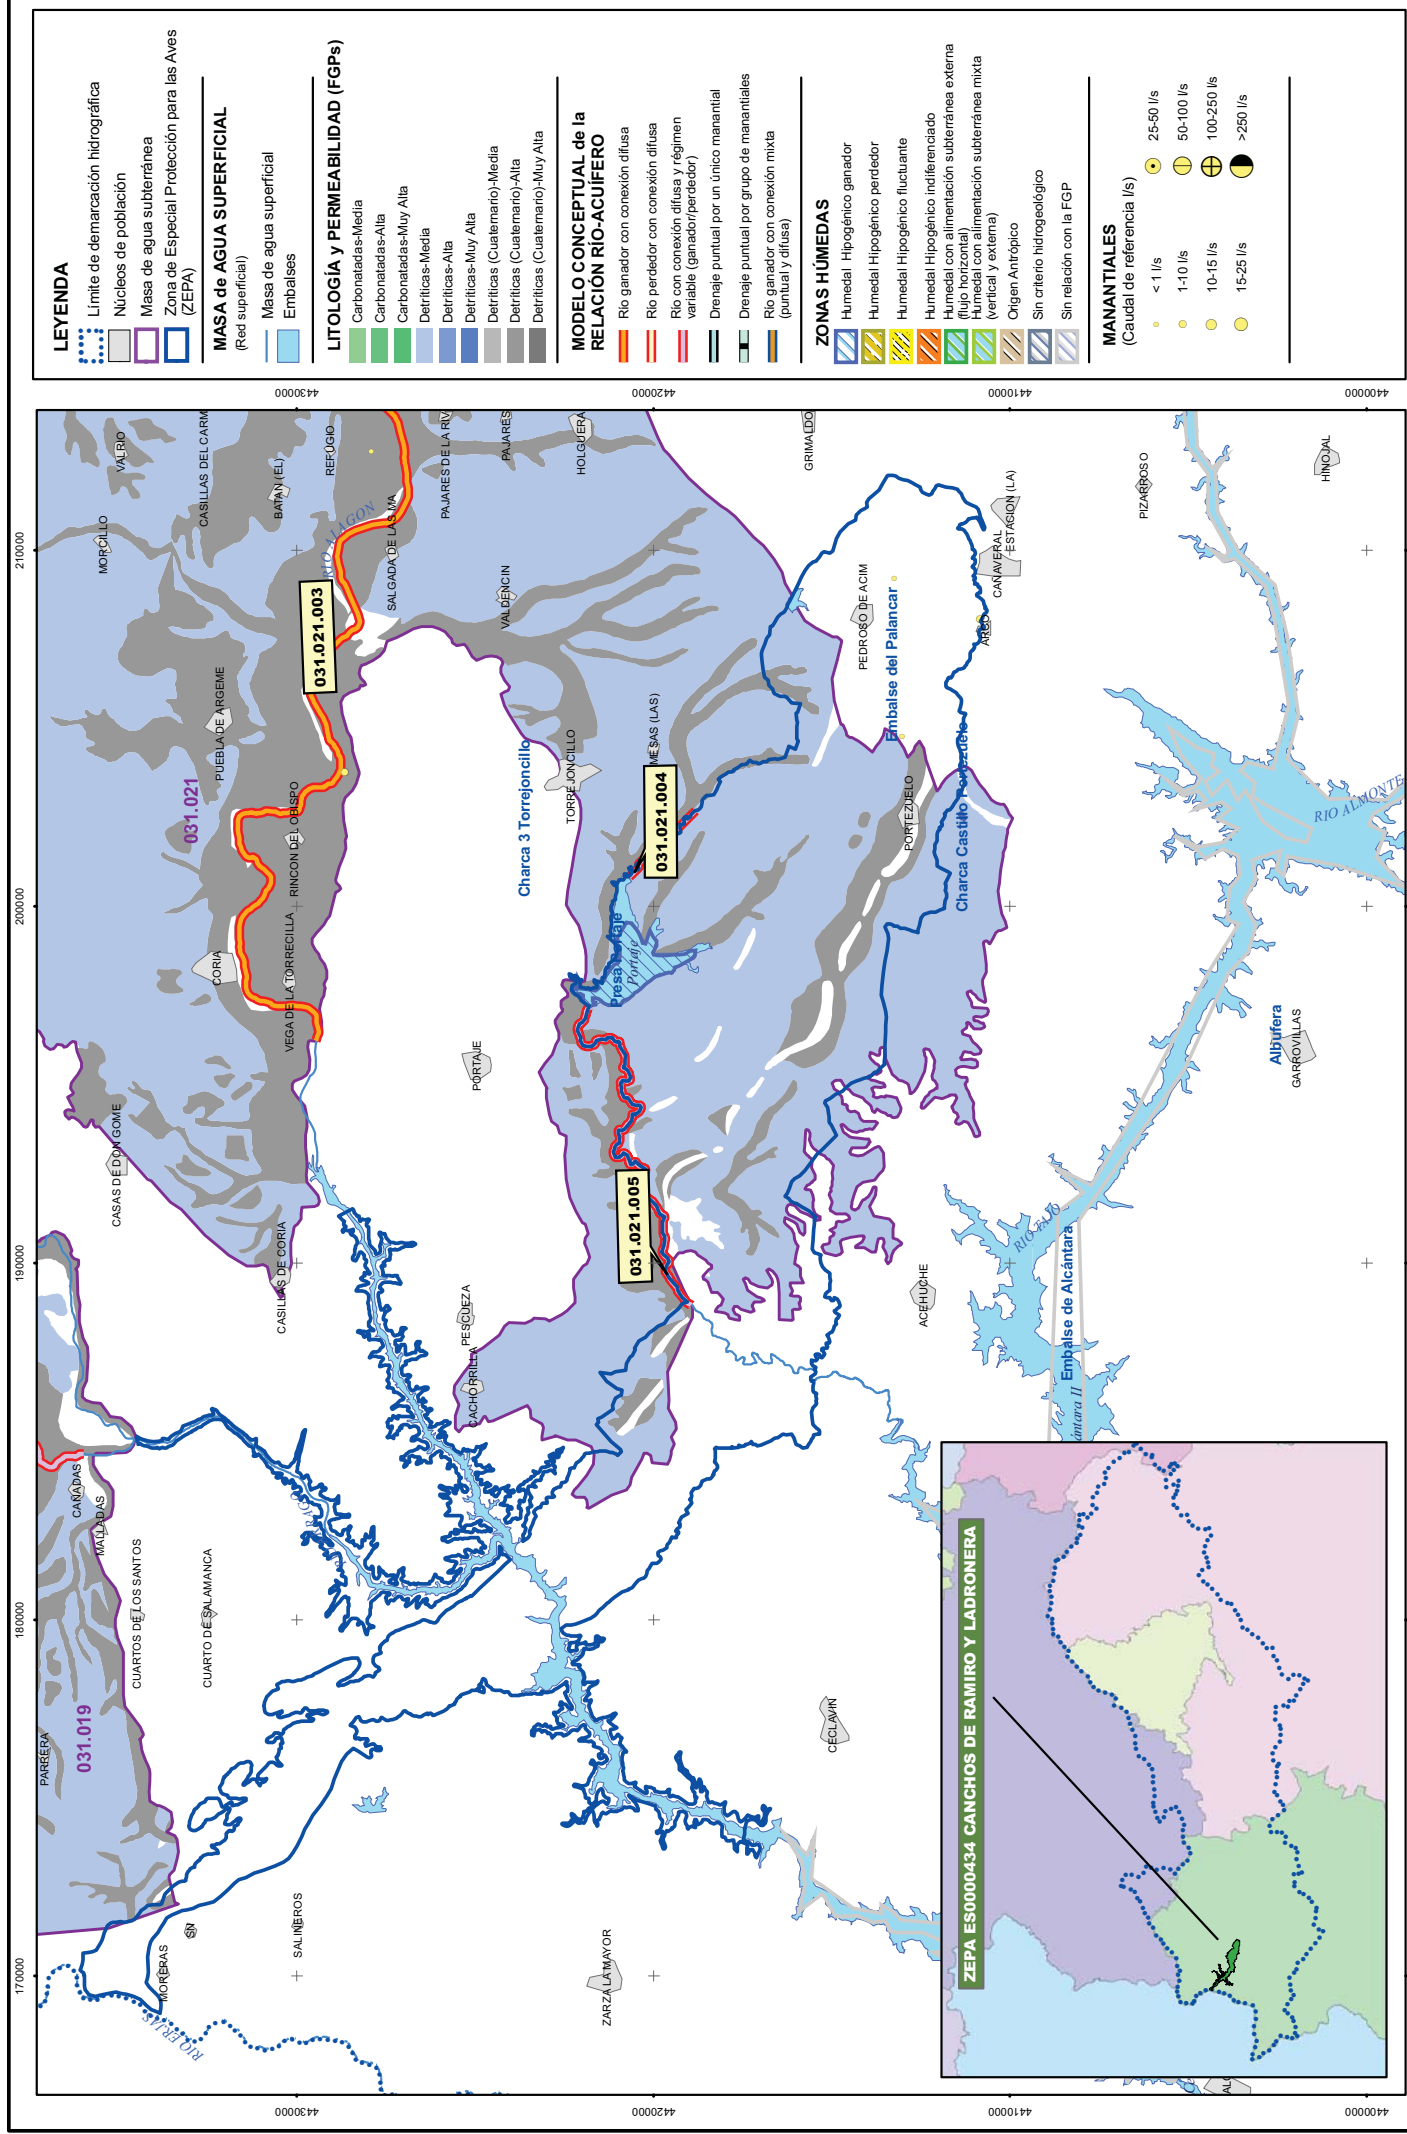 LEYENDA
Límite de demarcación hidrográfica
Núcleos de población
Masa de agua subterránea
Zona de Especial Protección para las Aves
(ZEPA)
MASA de AGUA SUPERFICIAL
(Red superficial)
Masa de agua superficial
Embalses
LITOLOGÍA y PERMEABILIDAD (FGPs)
Carbonatadas-Media
Carbonatadas-Alta
Carbonatadas-Muy Alta
Detríticas-Media
Detríticas-Alta
Detríticas-Muy Alta
Detríticas (Cuaternario)-Media
Detríticas (Cuaternario)-Alta
Detríticas (Cuaternario)-Muy Alta
MODELO CONCEPTUAL de la
RELACIÓN RÍO-ACUÍFERO
Río ganador con conexión difusa
Río perdedor con conexión difusa
Río con conexión difusa y régimen
variable (ganador/perdedor)
Drenaje puntual por un único manantial
Drenaje puntual por grupo de manantiales
Río ganador con conexión mixta
(puntual y difusa)
ZONAS HÚMEDAS
Humedal Hipogénico ganador
Humedal Hipogénico perdedor
Humedal Hipogénico fluctuante
Humedal Hipogénico indiferenciado
Humedal con alimentación subterránea externa
(flujo horizontal)
Humedal con alimentación subterránea mixta
(vertical y externa)
Origen Antrópico
Sin criterio hidrogeológico
Sin relación con la FGP
MANANTIALES
(Caudal de referencia l/s)
< 1 l/s
1-10 l/s
10-15 l/s
15-25 l/s
25-50 l/s
50-100 l/s
100-250 l/s
>250 l/s
170000
180000
190000
200000
210000
4430000
4420000
4410000
4400000
4430000
4420000
4410000
4400000
PARRERA
031.019
CAÑADAS
MALLADAS
CUARTOS DE LOS SANTOS
CUARTO DE SALAMANCA
MORERAS
SN
SALINEROS
RIO ERJAS
ZARZA LA MAYOR
CECLAVIN
CASAS DE DON GOME
CASILLAS DE CORIA
CACHORRILLA
PESCUEZA
PORTAJE
CORIA
VEGA DE LA TORRECILLA
RINCON DEL OBISPO
031.021
PUEBLA DE ARGEME
031.021.003
MORCILLO
VALRIO
CASILLAS DEL CARM
BATAN (EL)
REFUGIO
RIO ALAGON
SALGADA DE LAS MA
PAJARES DE LA RIV
PAJARES
HOLGUERA
VALDENCIN
Charca 3 Torrejoncillo
TORREJONCILLO
MESAS (LAS)
031.021.004
Presa Portaje
Portaje
031.021.005
GRIMALDO
PEDROSO DE ACIM
Embalse del Palancar
ARCO
CAÑAVERAL
ESTACION (LA)
PORTEZUELO
Charca Castillo Portezuelo
ACEHUCHE
PIZARROSO
HINOJAL
RIO ALMONTE
RIO TAJO
Embalse de Alcántara
ántara II
Albufera
GARROVILLAS
ZEPA ES0000434 CANCHOS DE RAMIRO Y LADRONERA